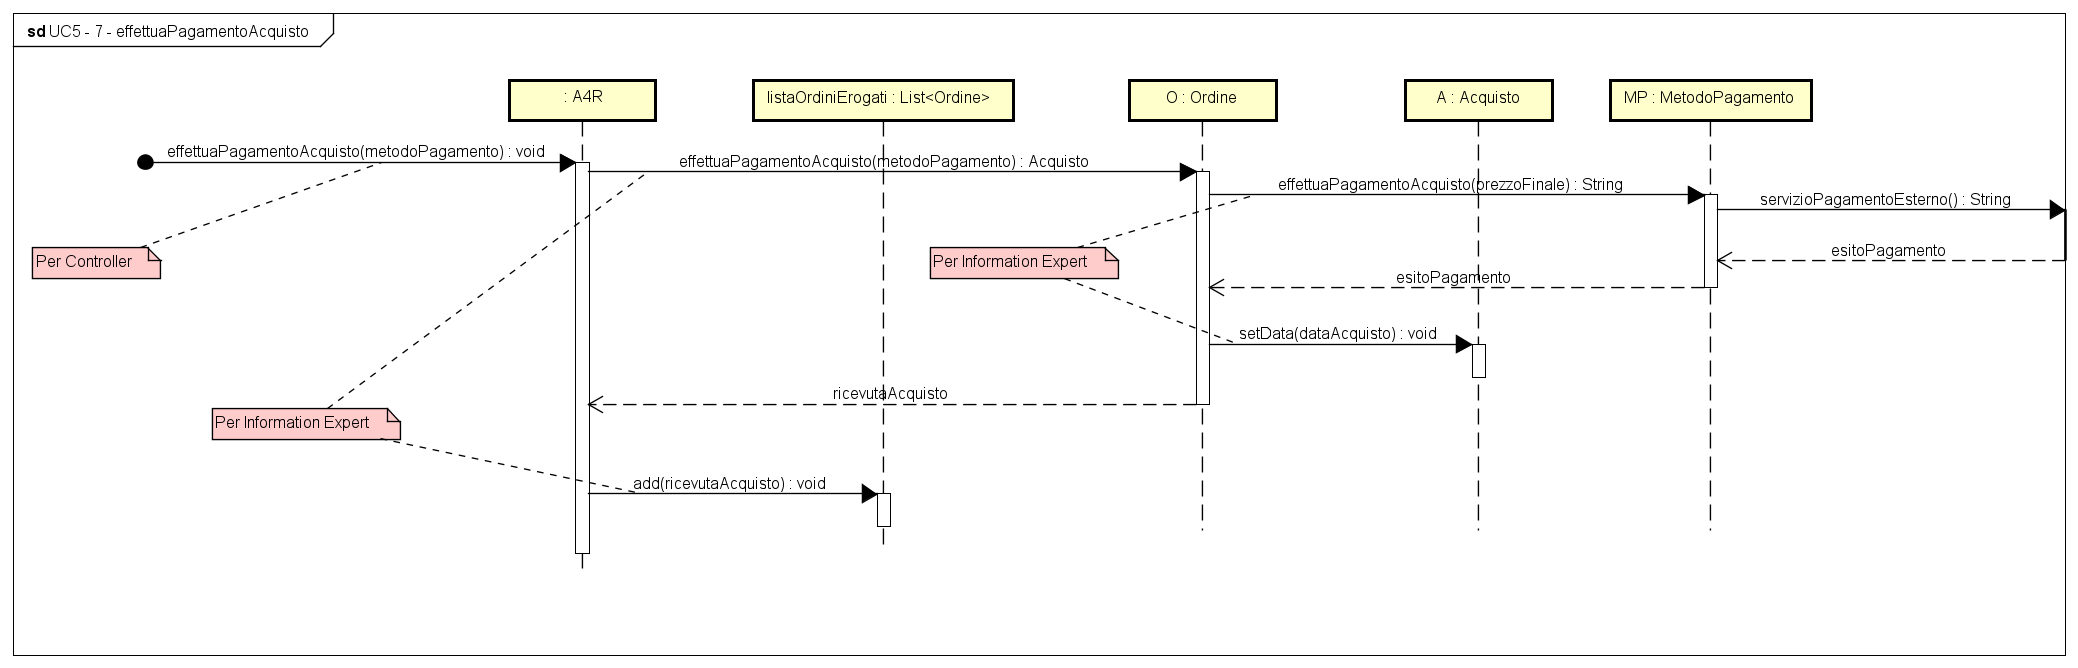 sd UC5 - 7 - effettuaPagamentoAcquisto
: A4R
listaOrdiniErogati : List<Ordine>
O : Ordine
A : Acquisto
MP : MetodoPagamento
effettuaPagamentoAcquisto(metodoPagamento) : void
effettuaPagamentoAcquisto(metodoPagamento) : Acquisto
effettuaPagamentoAcquisto(prezzoFinale) : String
servizioPagamentoEsterno() : String
esitoPagamento
Per Controller
Per Information Expert
esitoPagamento
setData(dataAcquisto) : void
ricevutaAcquisto
Per Information Expert
add(ricevutaAcquisto) : void